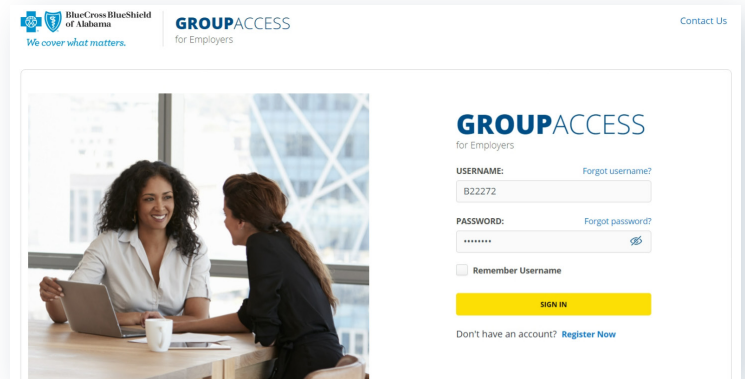 BlueCross BlueShield
of Alabama
We cover what matters.
GROUPACCESS
for Employers
Contact Us
GROUPACCESS
for Employers
USERNAME: Forgot username?
B22272
PASSWORD: Forgot password?
••••••••
Remember Username
SIGN IN
Don't have an account? Register Now